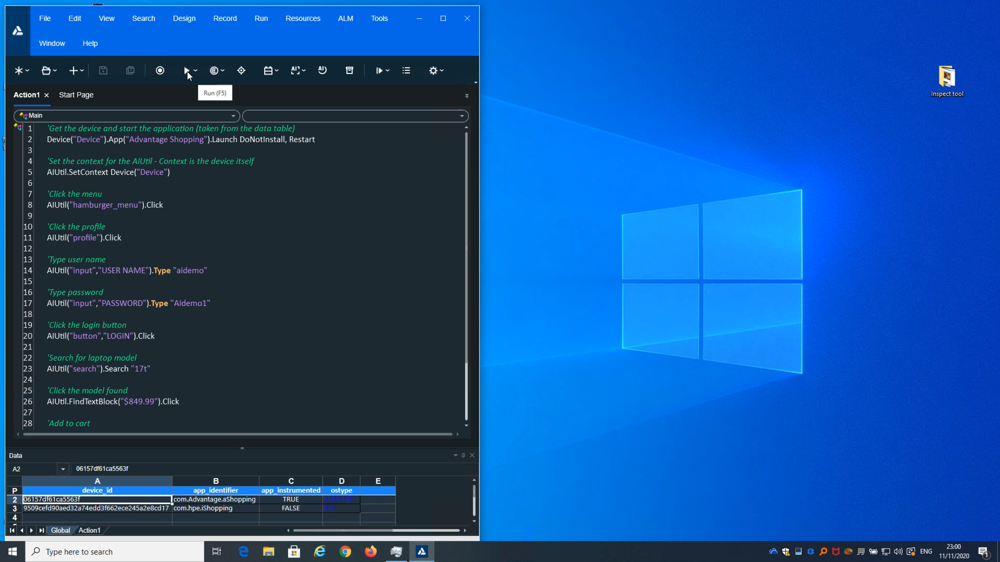 File Edit View Search Design Record Run Resources ALM Tools
Window Help
Run (F5)
Action1 Start Page
Main
1 'Get the device and start the application (taken from the data table)
2 Device("Device").App("Advantage Shopping").Launch DoNotInstall, Restart
3
4 'Set the context for the AIUtil - Context is the device itself
5 AIUtil.SetContext Device("Device")
6
7 'Click the menu
8 AIUtil("hamburger_menu").Click
9
10 'Click the profile
11 AIUtil("profile").Click
12
13 'Type user name
14 AIUtil("input","USER NAME").Type "aidemo"
15
16 'Type password
17 AIUtil("input","PASSWORD").Type "AIdemo1"
18
19 'Click the login button
20 AIUtil("button","LOGIN").Click
21
22 'Search for laptop model
23 AIUtil("search").Search "17t"
24
25 'Click the model found
26 AIUtil.FindTextBlock("$849.99").Click
27
28 'Add to cart
Data
A2 06157df61ca5563f
A B C D E
P device_id app_identifier app_instrumented ostype
2 06157df61ca5563f com.Advantage.aShopping TRUE ANDROID
3 9509cefd90aed32a74edd3f662ece245a2e8cd17 com.hpe.iShopping FALSE IOS
4
Global Action1
Inspect tool
Type here to search
ENG
23:00
11/11/2020
1